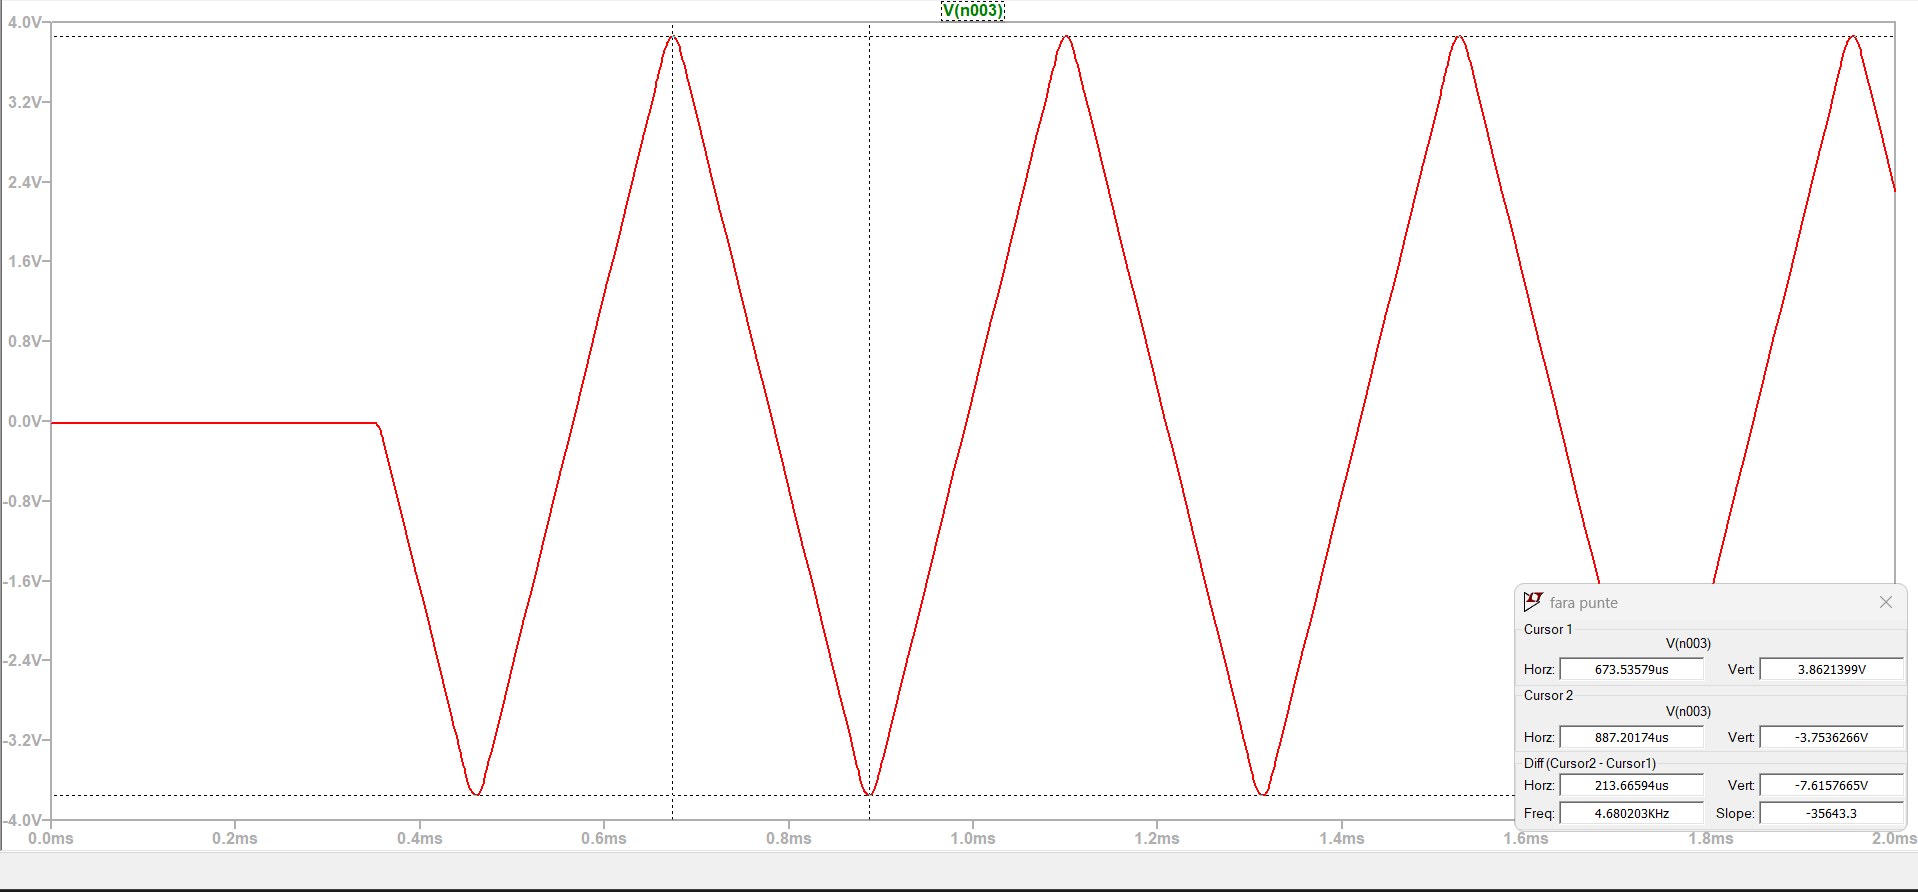 V(n003)
4.0V
3.2V
2.4V
1.6V
0.8V
0.0V
-0.8V
-1.6V
-2.4V
-3.2V
-4.0V
0.0ms 0.2ms 0.4ms 0.6ms 0.8ms 1.0ms 1.2ms 1.4ms 1.6ms 1.8ms 2.0ms
fara punte
Cursor 1
V(n003)
Horz: 673.53579us Vert: 3.8621399V
Cursor 2
V(n003)
Horz: 887.20174us Vert: -3.7536266V
Diff (Cursor2 - Cursor1)
Horz: 213.66594us Vert: -7.6157665V
Freq: 4.680203KHz Slope: -35643.3